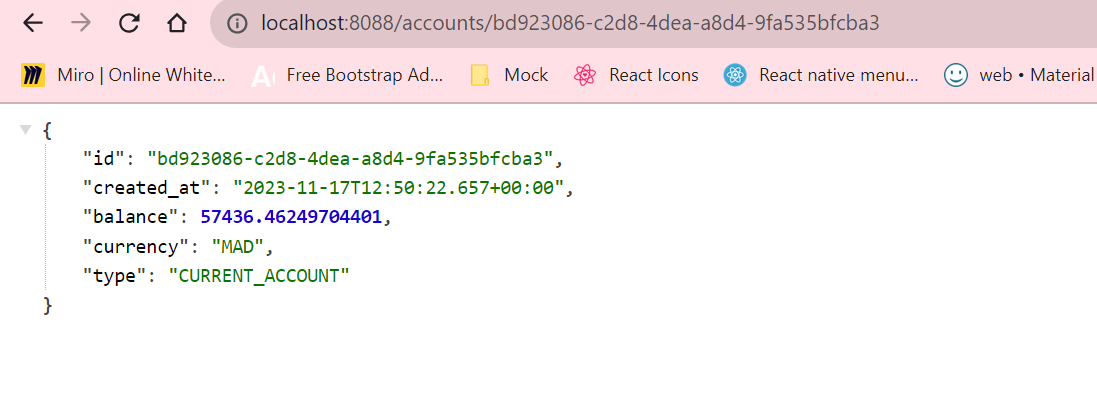 localhost:8088/accounts/bd923086-c2d8-4dea-a8d4-9fa535bfcba3
Miro | Online White... Free Bootstrap Ad... Mock React Icons React native menu... web • Material
{
"id": "bd923086-c2d8-4dea-a8d4-9fa535bfcba3",
"created_at": "2023-11-17T12:50:22.657+00:00",
"balance": 57436.46249704401,
"currency": "MAD",
"type": "CURRENT_ACCOUNT"
}